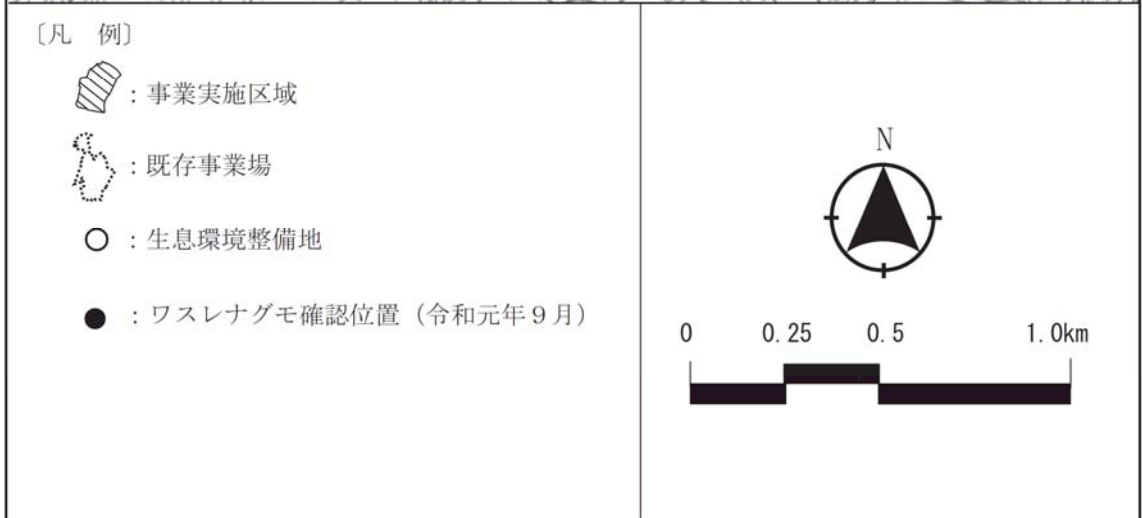 〔凡 例〕
：事業実施区域
：既存事業場
：生息環境整備地
：ワスレナグモ確認位置（令和元年９月）
N
0 0.25 0.5 1.0km